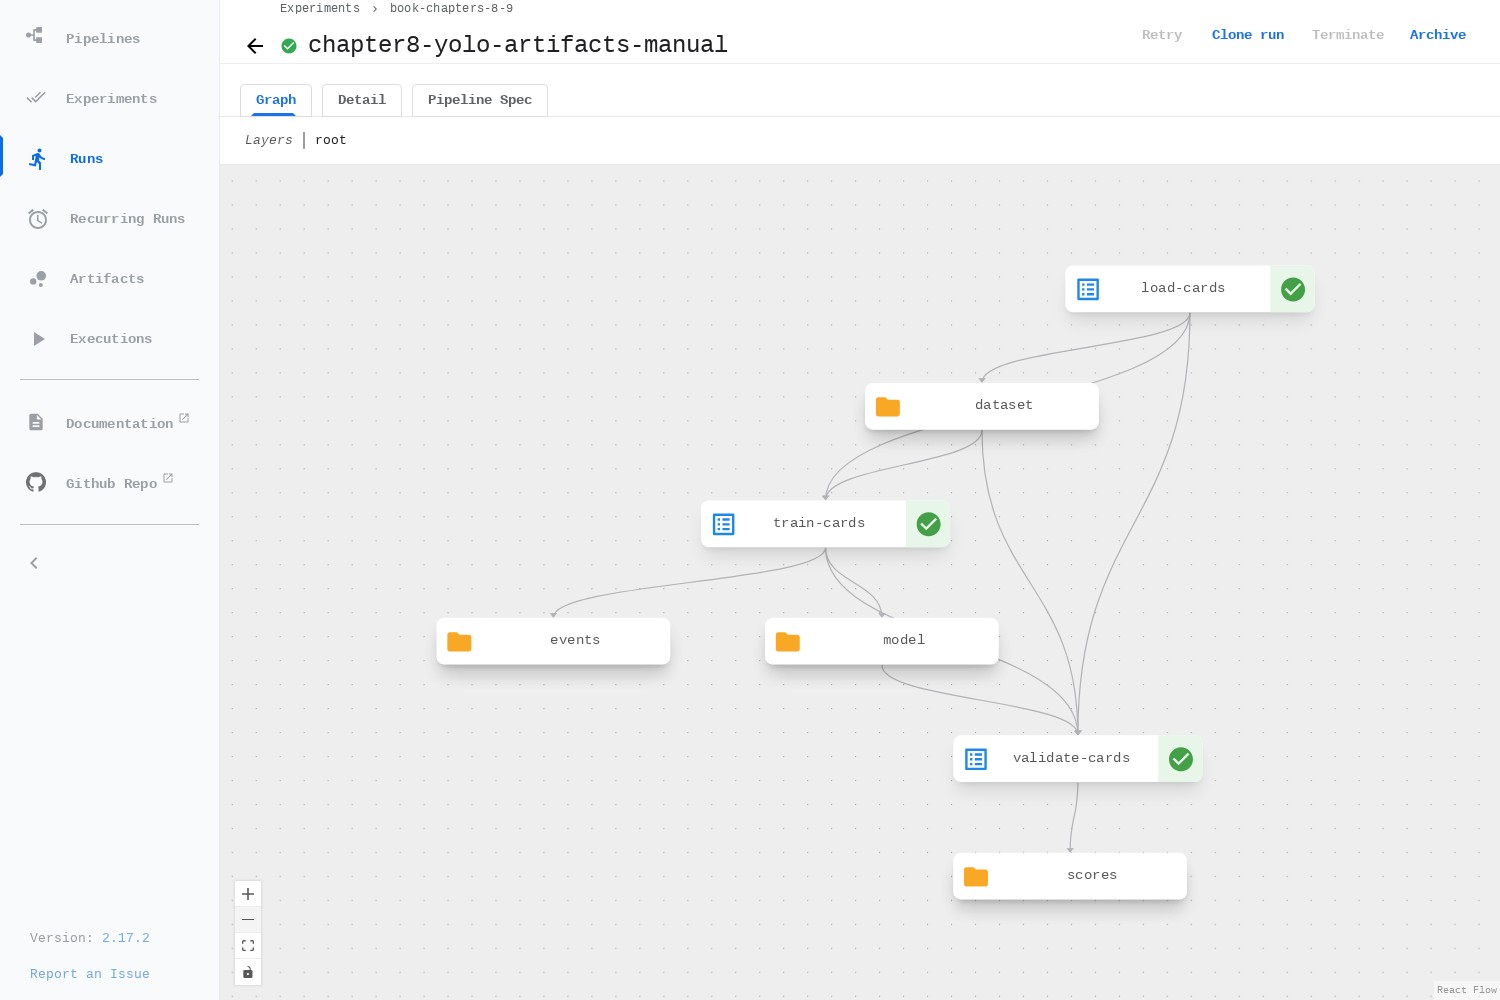 Experiments › book-chapters-8-9
chapter8-yolo-artifacts-manual
Retry Clone run Terminate Archive
Pipelines
Experiments
Runs
Recurring Runs
Artifacts
Executions
Documentation
Github Repo
Version: 2.17.2
Report an Issue
Graph Detail Pipeline Spec
Layers root
load-cards
dataset
train-cards
events
model
validate-cards
scores
React Flow